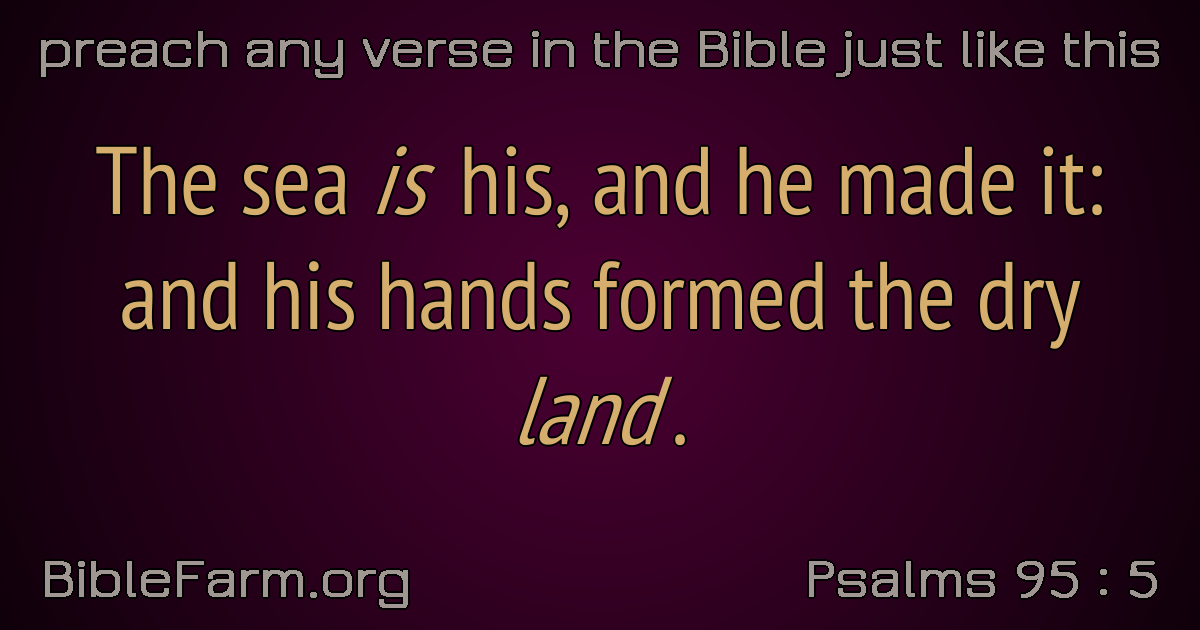 preach any verse in the Bible just like this
The sea is his, and he made it:
and his hands formed the dry
land.
BibleFarm.org
Psalms 95 : 5